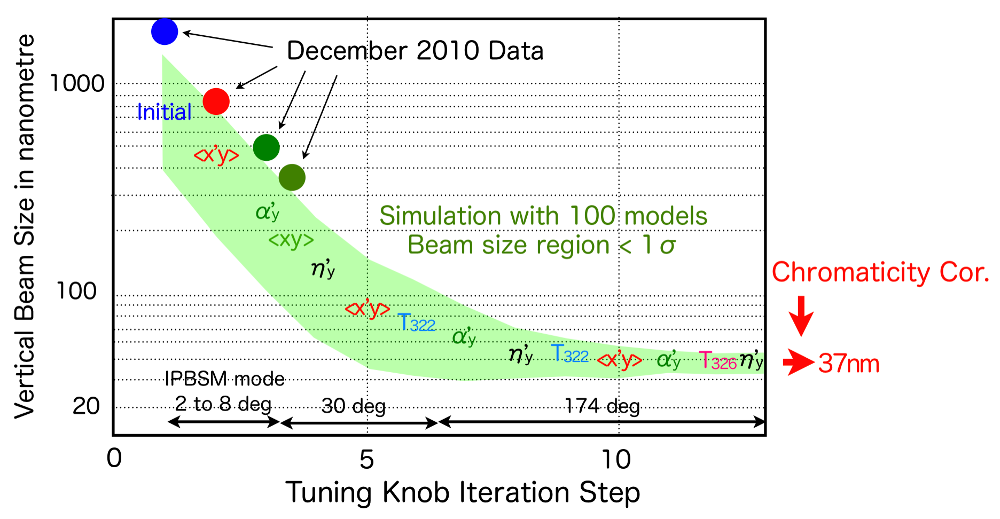 Vertical Beam Size in nanometre
December 2010 Data
1000
Initial
<x'y>
α'y
<xy>
Simulation with 100 models
Beam size region < 1σ
η'y
Chromaticity Cor.
100
<x'y>
T322
α'y
η'y
T322
<x'y>
α'y
T326
η'y
37nm
IPBSM mode
2 to 8 deg
30 deg
174 deg
20
0
5
10
Tuning Knob Iteration Step